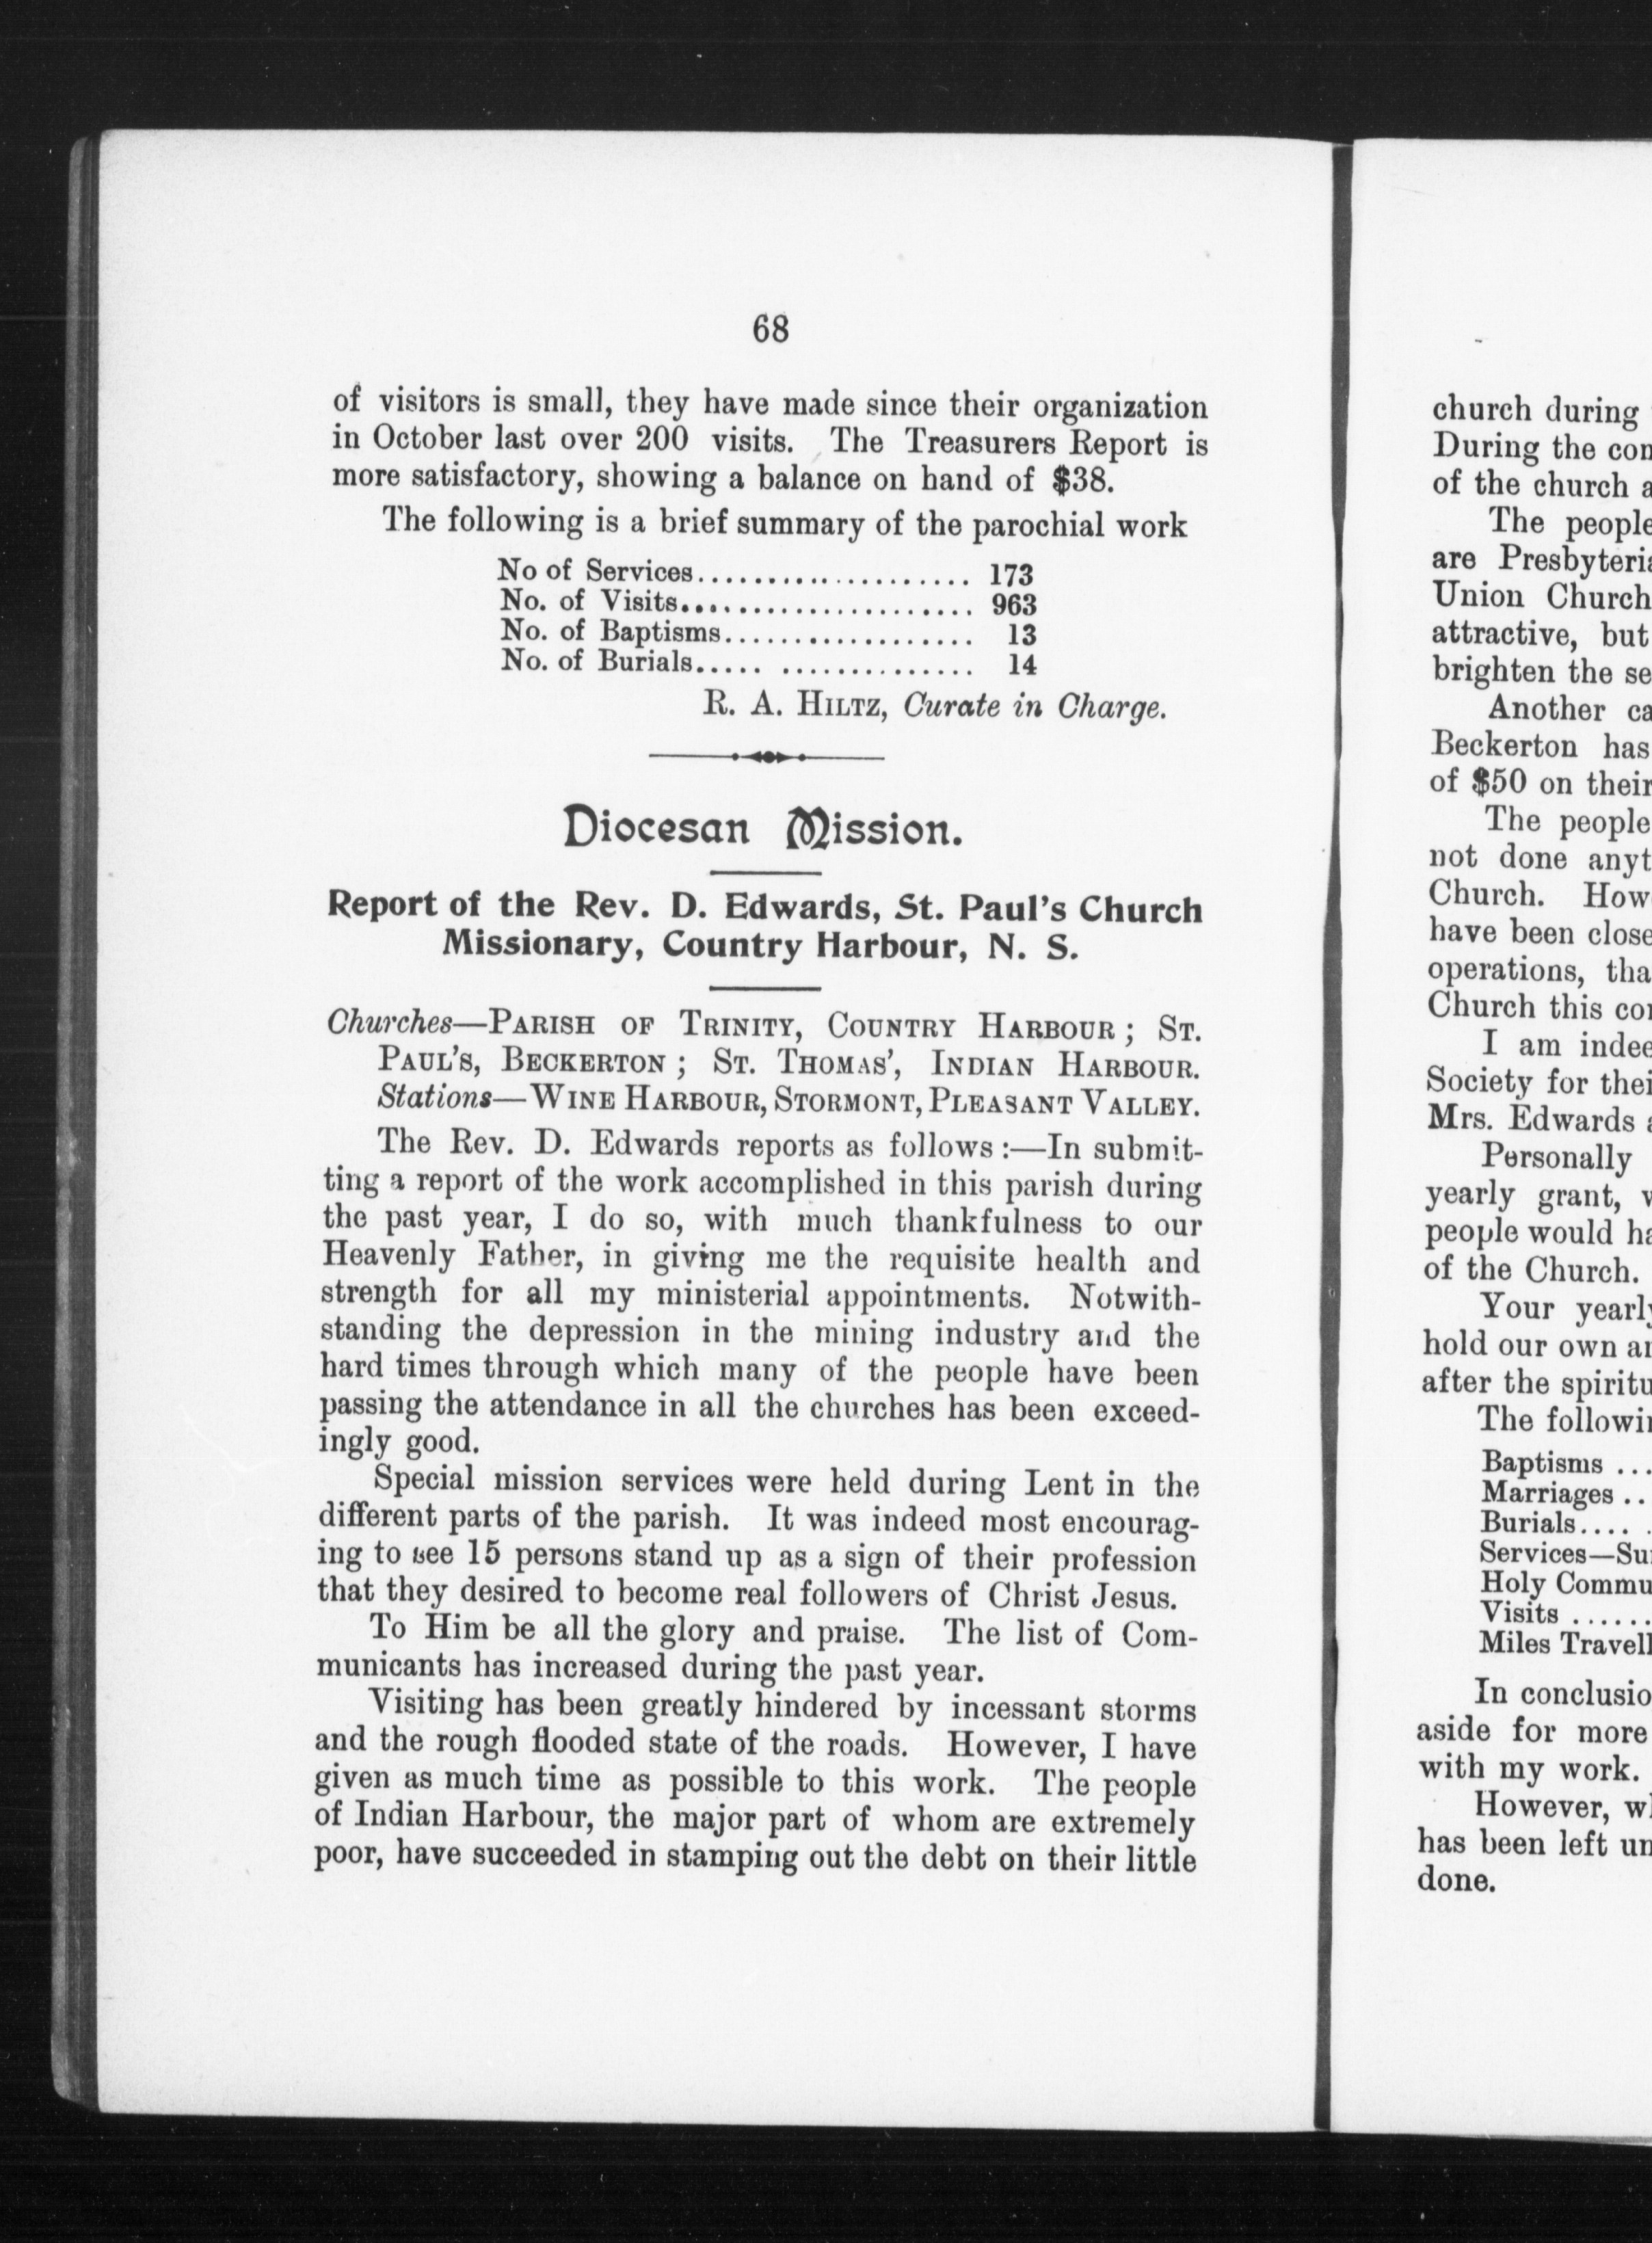 68
of visitors is small, they have made since their organization
in October last over 200 visits. The Treasurers Report is
more satisfactory, showing a balance on hand of $38.
The following is a brief summary of the parochial work
No of Services.................... 173
No. of Visits..................... 963
No. of Baptisms.................. 13
No. of Burials..... .............. 14
R. A. HILTZ, Curate in Charge.
Diocesan Mission.
Report of the Rev. D. Edwards, St. Paul's Church
Missionary, Country Harbour, N. S.
Churches—PARISH OF TRINITY, COUNTRY HARBOUR; ST.
PAUL'S, BECKERTON; ST. THOMAS', INDIAN HARBOUR.
Stations—WINE HARBOUR, STORMONT, PLEASANT VALLEY.
The Rev. D. Edwards reports as follows:—In submit-
ting a report of the work accomplished in this parish during
the past year, I do so, with much thankfulness to our
Heavenly Father, in giving me the requisite health and
strength for all my ministerial appointments. Notwith-
standing the depression in the mining industry and the
hard times through which many of the people have been
passing the attendance in all the churches has been exceed-
ingly good.
Special mission services were held during Lent in the
different parts of the parish. It was indeed most encourag-
ing to see 15 persons stand up as a sign of their profession
that they desired to become real followers of Christ Jesus.
To Him be all the glory and praise. The list of Com-
municants has increased during the past year.
Visiting has been greatly hindered by incessant storms
and the rough flooded state of the roads. However, I have
given as much time as possible to this work. The people
of Indian Harbour, the major part of whom are extremely
poor, have succeeded in stamping out the debt on their little
church during
During the
of the church
The people
are
Union Church
attractive, but
brighten the
Another
Beckerton has
of $50 on their
The people
not done
Church.
have been
operations,
Church this
I am
Society for
Mrs. Edwards
Personally
yearly grant,
people would
of the Church.
Your
hold our own
after the
The
Baptisms ...
Marriages ..
Burials.... .
Services—
Holy
Visits ......
Miles
In
aside for more
with my work.
However,
has been left
done.